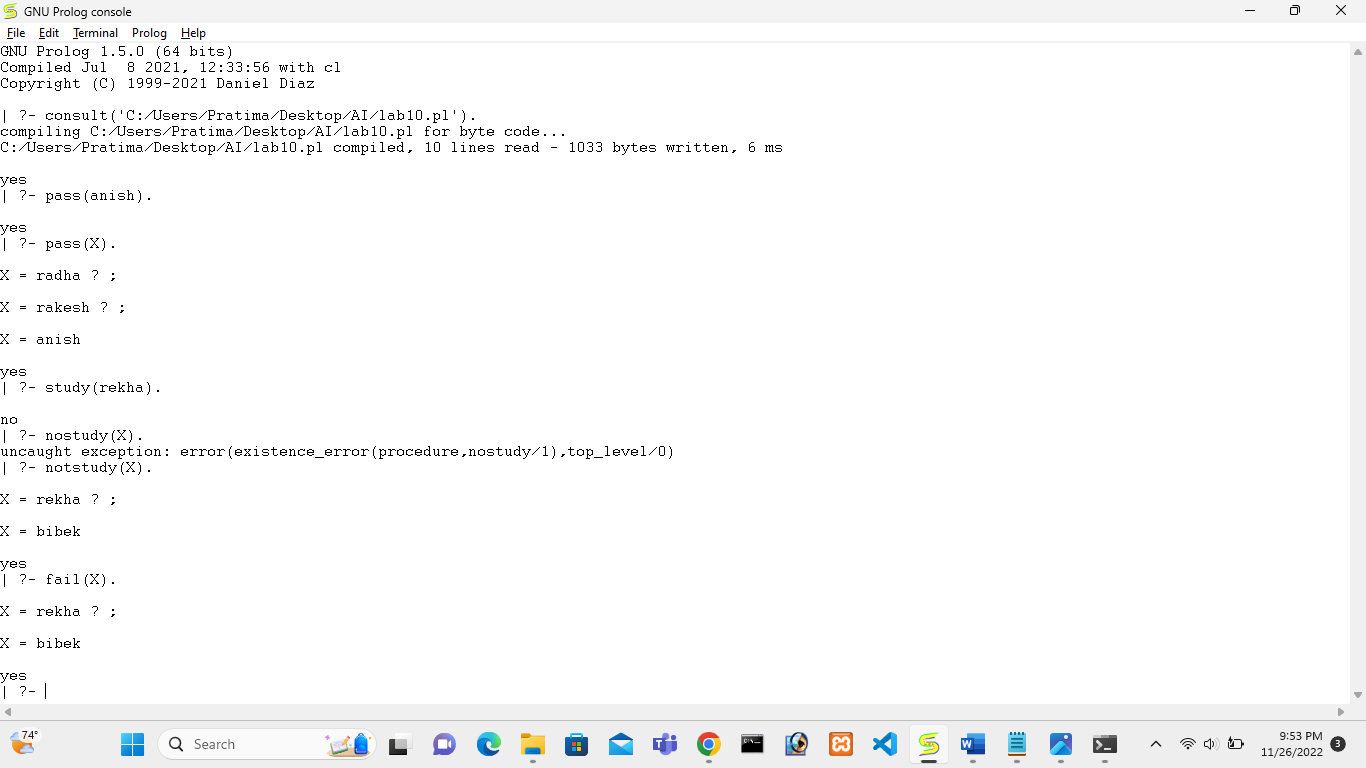 GNU Prolog console
File Edit Terminal Prolog Help
GNU Prolog 1.5.0 (64 bits)
Compiled Jul  8 2021, 12:33:56 with cl
Copyright (C) 1999-2021 Daniel Diaz
| ?- consult('C:/Users/Pratima/Desktop/AI/lab10.pl').
compiling C:/Users/Pratima/Desktop/AI/lab10.pl for byte code...
C:/Users/Pratima/Desktop/AI/lab10.pl compiled, 10 lines read - 1033 bytes written, 6 ms
yes
| ?- pass(anish).
yes
| ?- pass(X).
X = radha ? ;
X = rakesh ? ;
X = anish
yes
| ?- study(rekha).
no
| ?- nostudy(X).
uncaught exception: error(existence_error(procedure,nostudy/1),top_level/0)
| ?- notstudy(X).
X = rekha ? ;
X = bibek
yes
| ?- fail(X).
X = rekha ? ;
X = bibek
yes
| ?-
74°
Search
9:53 PM
11/26/2022
3